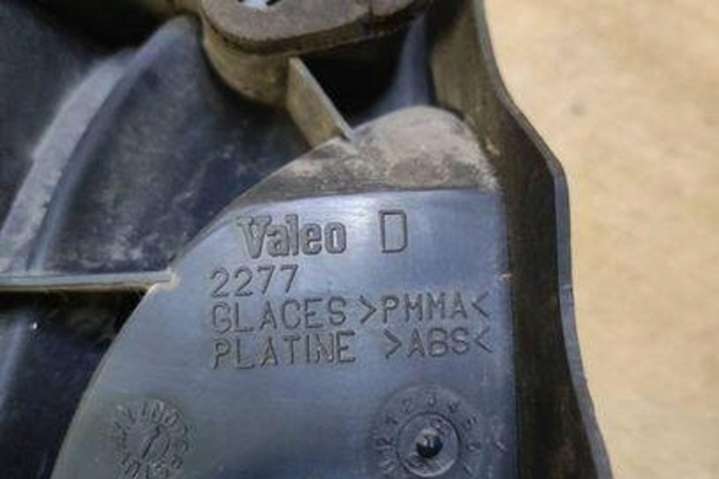 Valeo D
2277
GLACES >PMMA<
PLATINE >ABS<